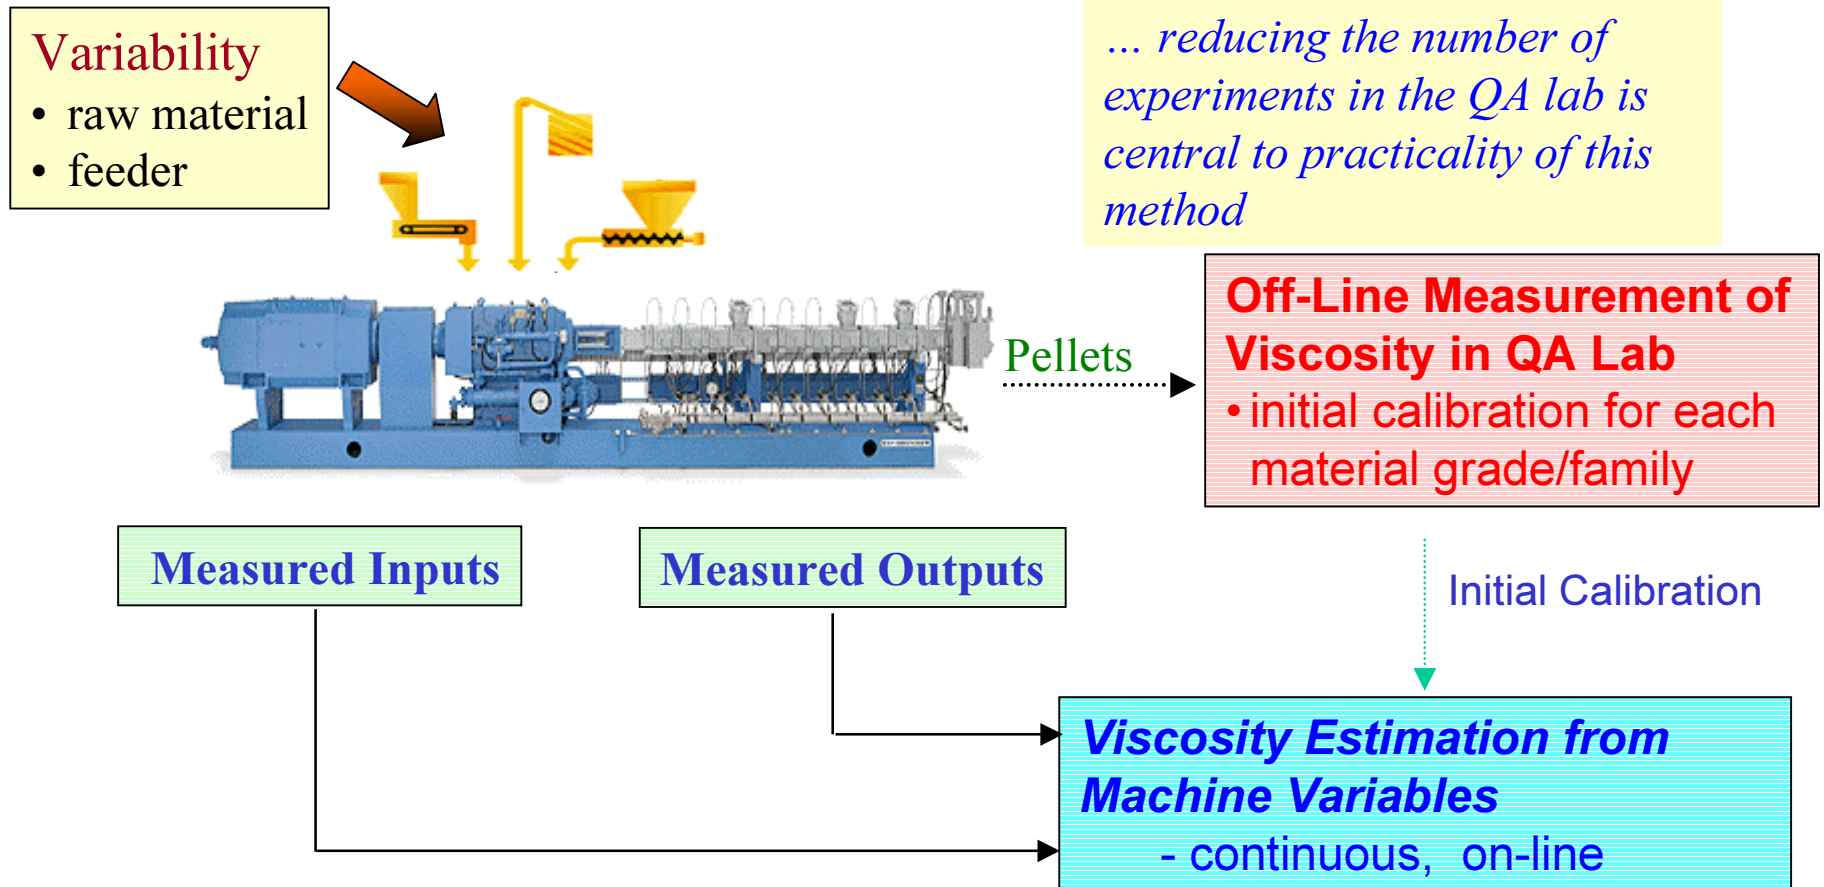 Variability
• raw material
• feeder
... reducing the number of
experiments in the QA lab is
central to practicality of this
method
Pellets
Off-Line Measurement of
Viscosity in QA Lab
• initial calibration for each
material grade/family
Measured Inputs
Measured Outputs
Initial Calibration
Viscosity Estimation from
Machine Variables
- continuous, on-line